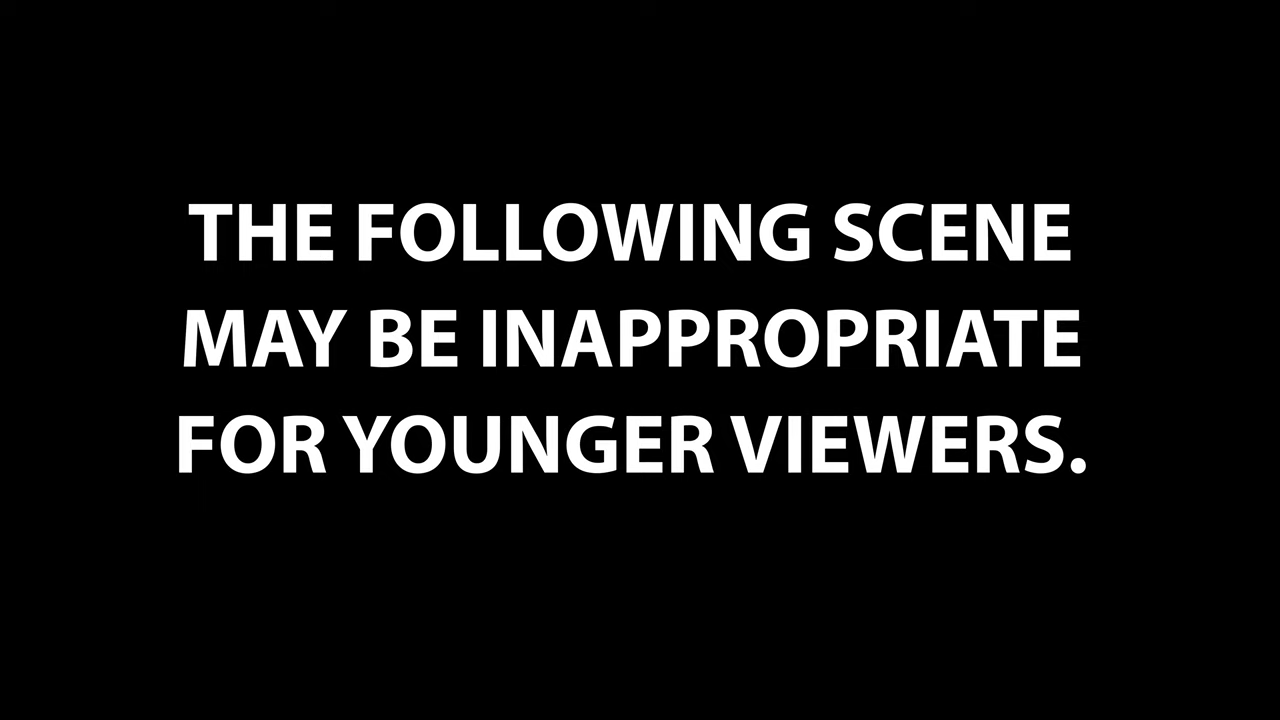 THE FOLLOWING SCENE
MAY BE INAPPROPRIATE
FOR YOUNGER VIEWERS.